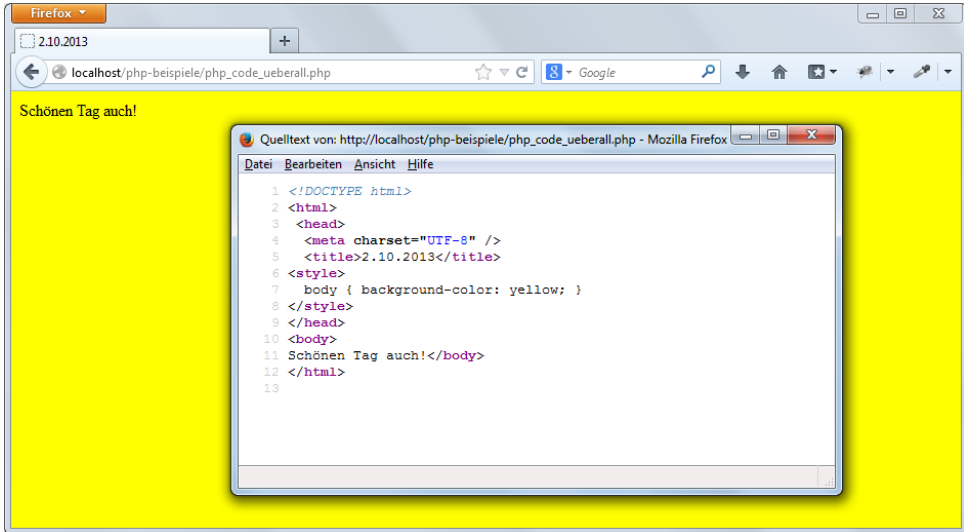 Firefox
2.10.2013
localhost/php-beispiele/php_code_ueberall.php
8 Google
Schönen Tag auch!
Quelltext von: http://localhost/php-beispiele/php_code_ueberall.php - Mozilla Firefox
Datei Bearbeiten Ansicht Hilfe
1 <!DOCTYPE html>
2 <html>
3 <head>
4 <meta charset="UTF-8" />
5 <title>2.10.2013</title>
6 <style>
7 body { background-color: yellow; }
8 </style>
9 </head>
10 <body>
11 Schönen Tag auch!</body>
12 </html>
13